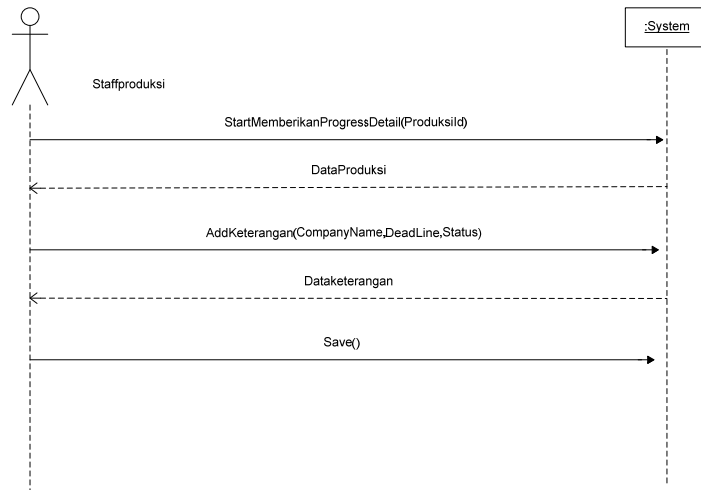 :System
Staffproduksi
StartMemberikanProgressDetail(ProduksiId)
DataProduksi
AddKeterangan(CompanyName,DeadLine,Status)
Dataketerangan
Save()